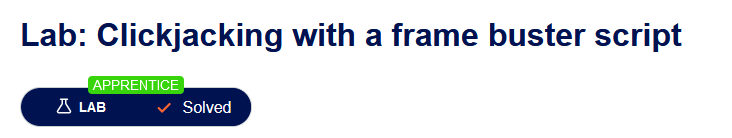 Lab: Clickjacking with a frame buster script
APPRENTICE
LAB Solved